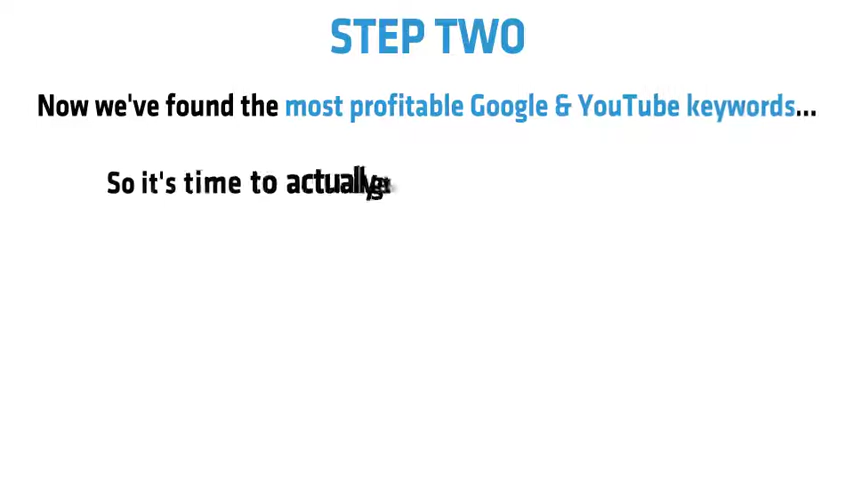 STEP TWO
Now we've found the most profitable Google & YouTube keywords...
So it's time to actually